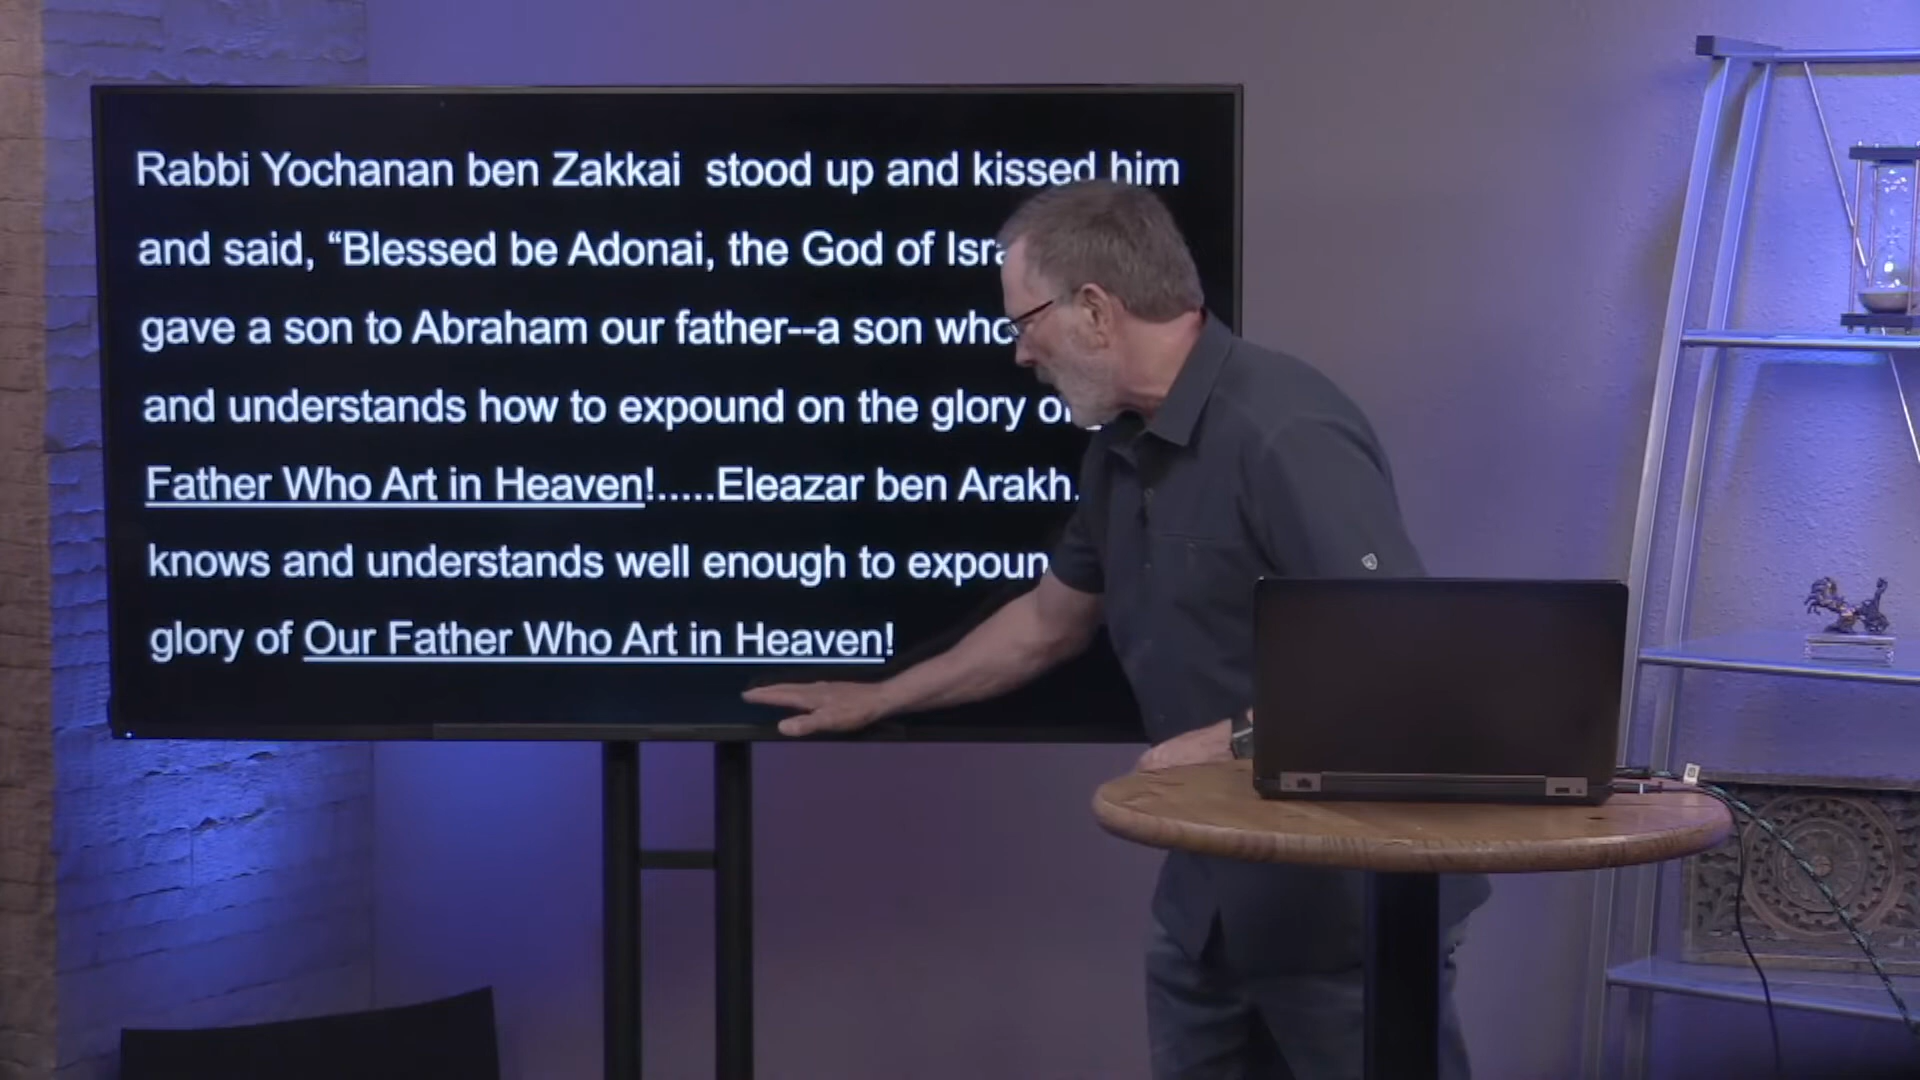 Rabbi Yochanan ben Zakkai stood up and kissed him
and said, “Blessed be Adonai, the God of
gave a son to Abraham our father--a son who
and understands how to expound on the glory of
Father Who Art in Heaven!.....Eleazar ben Arakh.
knows and understands well enough to
glory of Our Father Who Art in Heaven!